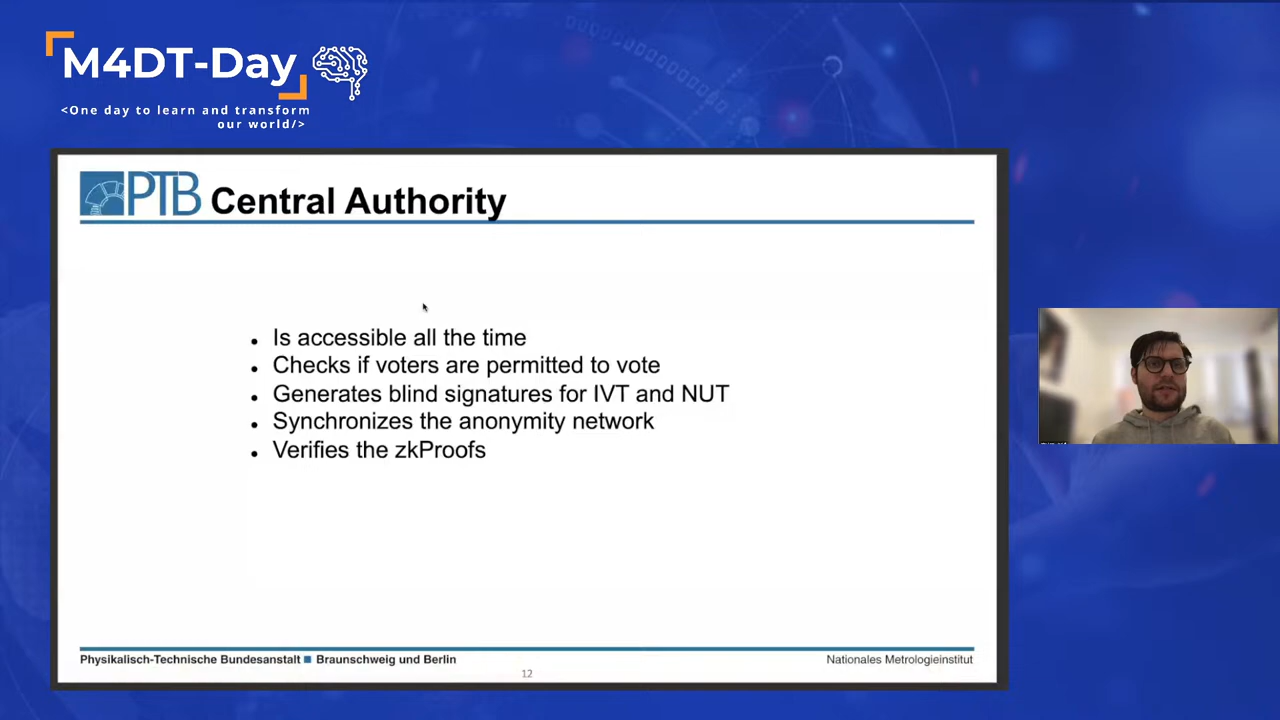 M4DT-Day
<One day to learn and transform
our world/>
PTB Central Authority
Is accessible all the time
Checks if voters are permitted to vote
Generates blind signatures for IVT and NUT
Synchronizes the anonymity network
Verifies the zkProofs
Physikalisch-Technische Bundesanstalt ■ Braunschweig und Berlin
Nationales Metrologieinstitut
12